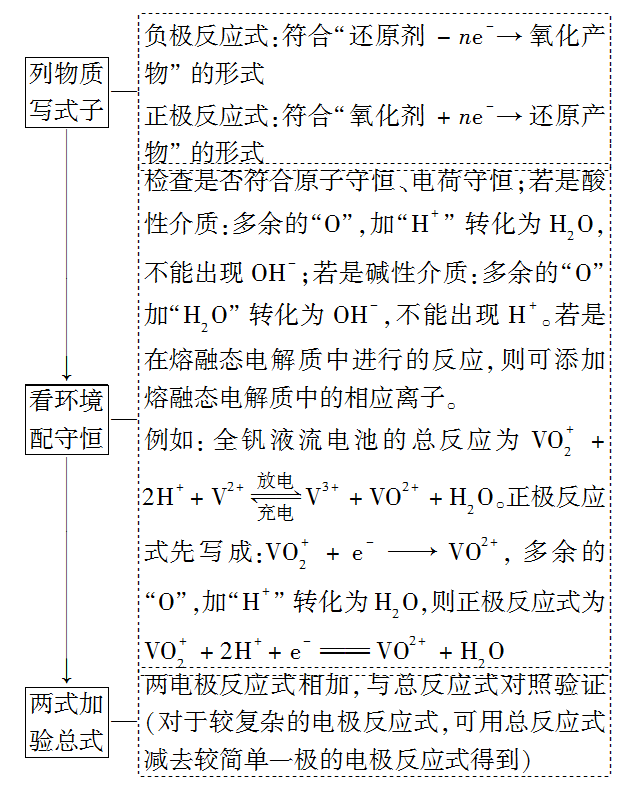 列物质
写式子
负极反应式:符合“还原剂 - ne⁻→ 氧化产
物”的形式
正极反应式:符合“氧化剂 + ne⁻→ 还原产
物”的形式
看环境
配守恒
检查是否符合原子守恒、电荷守恒;若是酸
性介质:多余的“O”,加“H⁺”转化为 H₂O,
不能出现 OH⁻;若是碱性介质:多余的“O”
加“H₂O”转化为 OH⁻,不能出现 H⁺。若是
在熔融态电解质中进行的反应,则可添加
熔融态电解质中的相应离子。
例如:全钒液流电池的总反应为 VO₂⁺ +
2H⁺ + V²⁺ ⇌(放电/充电) V³⁺ + VO²⁺ + H₂O。正极反应
式先写成:VO₂⁺ + e⁻ ⟶ VO²⁺, 多余的
“O”,加“H⁺”转化为 H₂O,则正极反应式为
VO₂⁺ + 2H⁺ + e⁻ ══ VO²⁺ + H₂O
两式加
验总式
两电极反应式相加,与总反应式对照验证
(对于较复杂的电极反应式,可用总反应式
减去较简单一极的电极反应式得到)